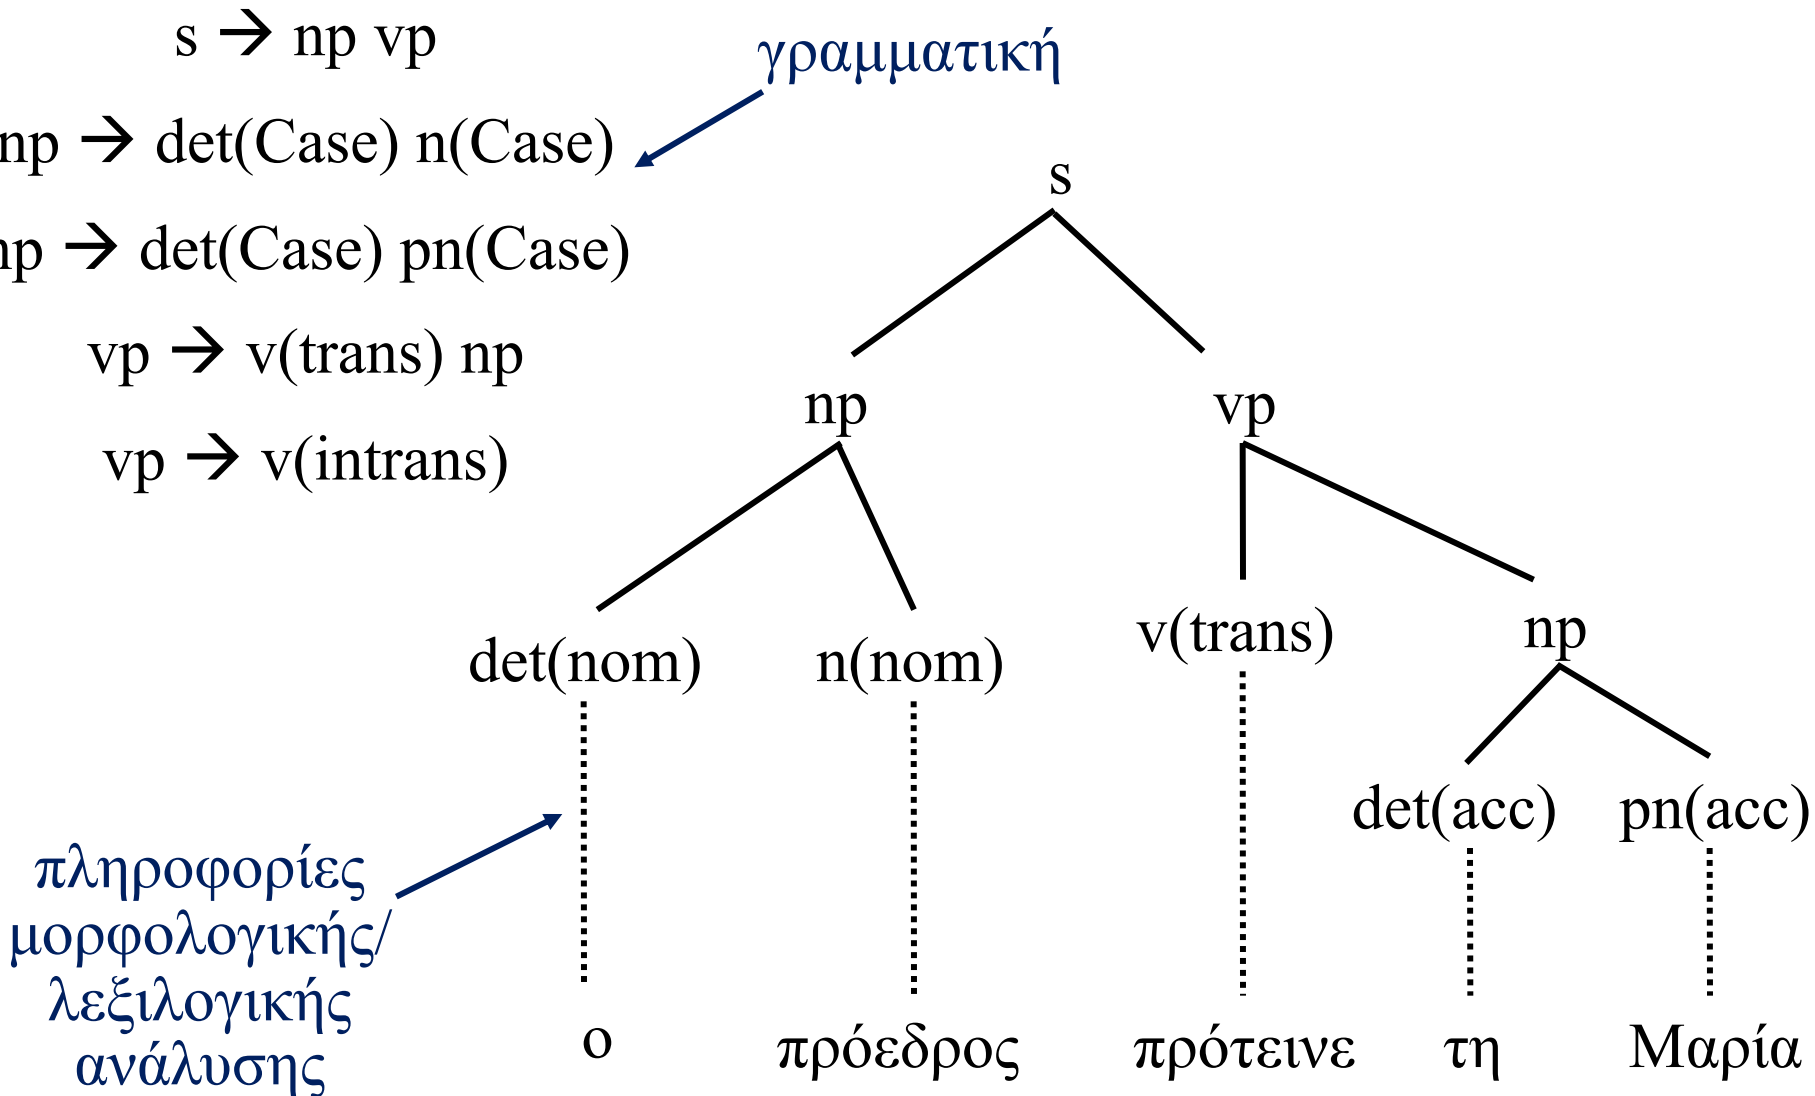 s → np vp
np → det(Case) n(Case)
np → det(Case) pn(Case)
vp → v(trans) np
vp → v(intrans)
γραμματική
s
np vp
det(nom) n(nom) v(trans) np
det(acc) pn(acc)
πληροφορίες
μορφολογικής/
λεξιλογικής
ανάλυσης
ο πρόεδρος πρότεινε τη Μαρία